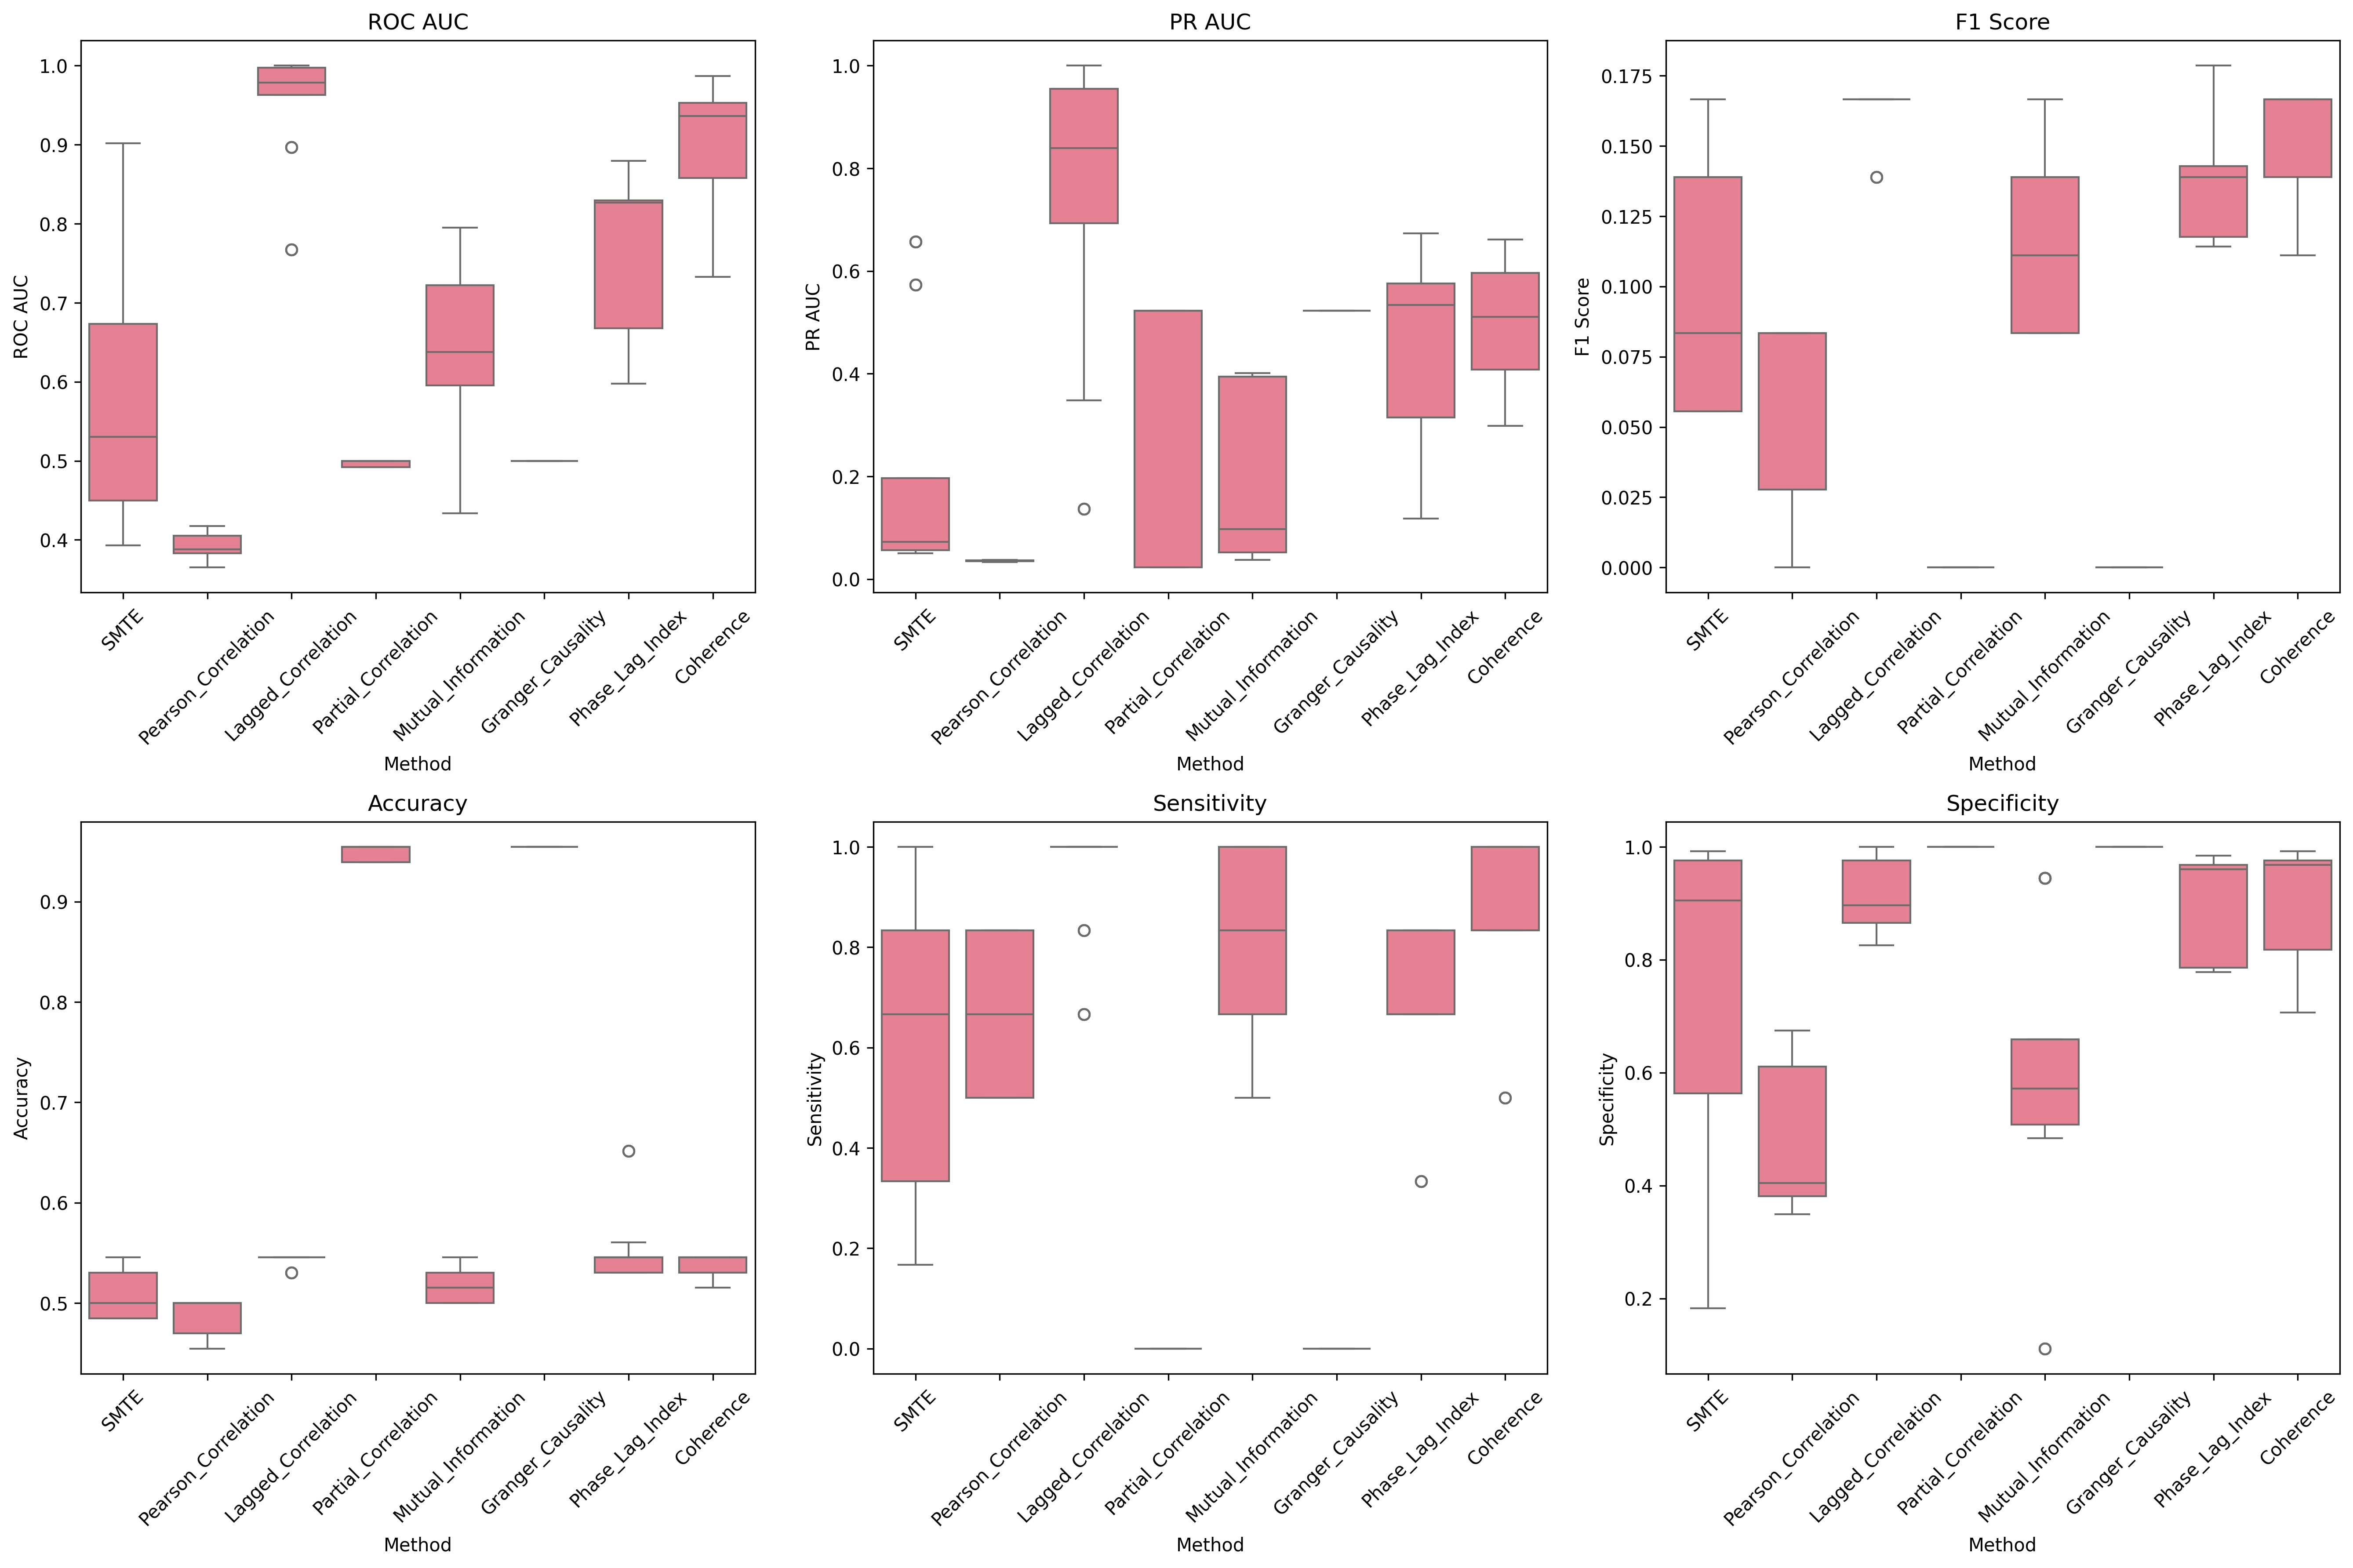 ROC AUC
ROC AUC
1.0
0.9
0.8
0.7
0.6
0.5
0.4
SMTE
Pearson_Correlation
Lagged_Correlation
Partial_Correlation
Mutual_Information
Granger_Causality
Phase_Lag_Index
Coherence
Method
PR AUC
PR AUC
1.0
0.8
0.6
0.4
0.2
0.0
SMTE
Pearson_Correlation
Lagged_Correlation
Partial_Correlation
Mutual_Information
Granger_Causality
Phase_Lag_Index
Coherence
Method
F1 Score
F1 Score
0.175
0.150
0.125
0.100
0.075
0.050
0.025
0.000
SMTE
Pearson_Correlation
Lagged_Correlation
Partial_Correlation
Mutual_Information
Granger_Causality
Phase_Lag_Index
Coherence
Method
Accuracy
Accuracy
0.9
0.8
0.7
0.6
0.5
SMTE
Pearson_Correlation
Lagged_Correlation
Partial_Correlation
Mutual_Information
Granger_Causality
Phase_Lag_Index
Coherence
Method
Sensitivity
Sensitivity
1.0
0.8
0.6
0.4
0.2
0.0
SMTE
Pearson_Correlation
Lagged_Correlation
Partial_Correlation
Mutual_Information
Granger_Causality
Phase_Lag_Index
Coherence
Method
Specificity
Specificity
1.0
0.8
0.6
0.4
0.2
SMTE
Pearson_Correlation
Lagged_Correlation
Partial_Correlation
Mutual_Information
Granger_Causality
Phase_Lag_Index
Coherence
Method